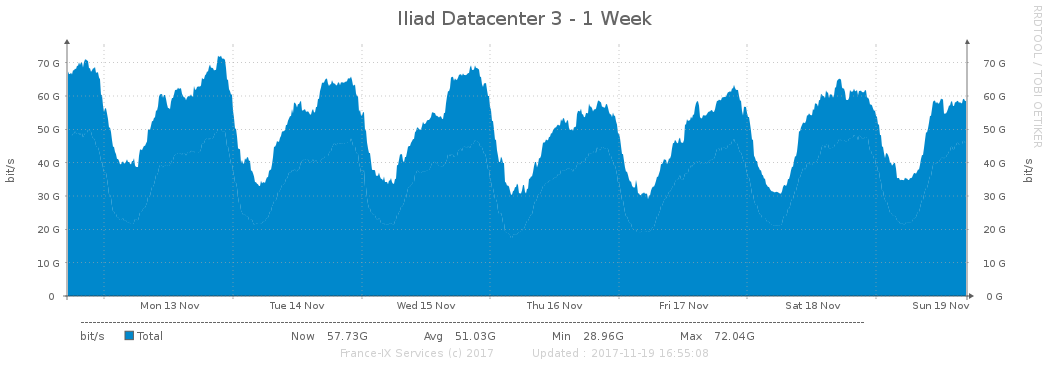 Iliad Datacenter 3 - 1 Week
RRDTOOL / TOBI OETIKER
bit/s
bit/s
70 G
70 G
60 G
60 G
50 G
50 G
40 G
40 G
30 G
30 G
20 G
20 G
10 G
10 G
0
0 G
Mon 13 Nov Tue 14 Nov Wed 15 Nov Thu 16 Nov Fri 17 Nov Sat 18 Nov Sun 19 Nov
bit/s Total Now 57.73G Avg 51.03G Min 28.96G Max 72.04G
France-IX Services (c) 2017 Updated : 2017-11-19 16:55:08